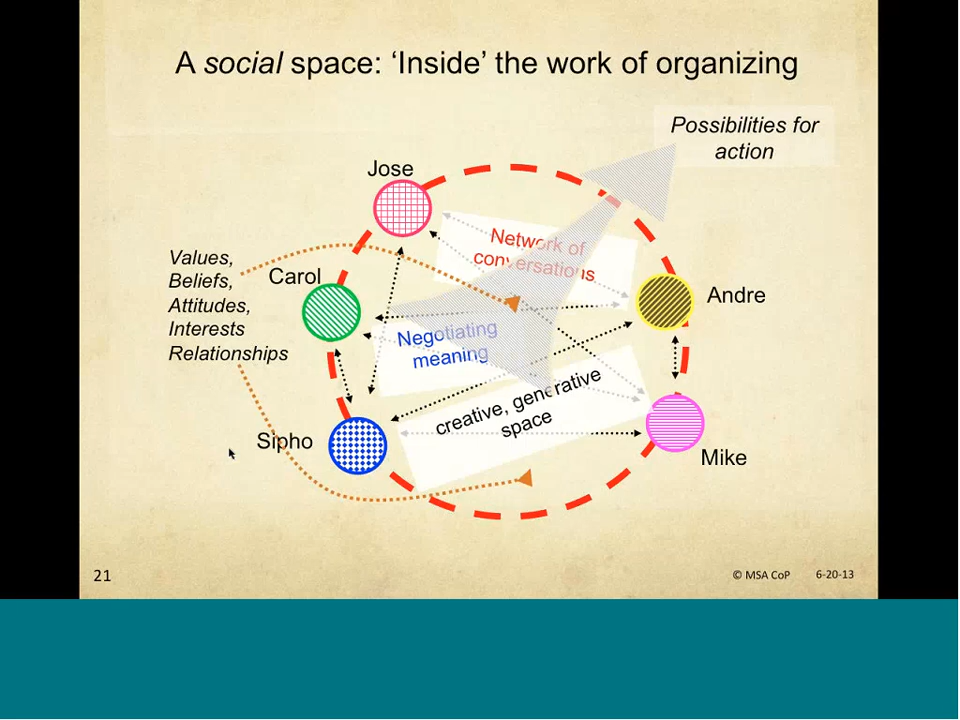 A social space: ‘Inside’ the work of organizing
Possibilities for
action
Jose
Network of
conversations
Values,
Beliefs,
Attitudes,
Interests
Relationships
Carol
Andre
Negotiating
meaning
creative, generative
space
Sipho
Mike
21
© MSA CoP
6-20-13